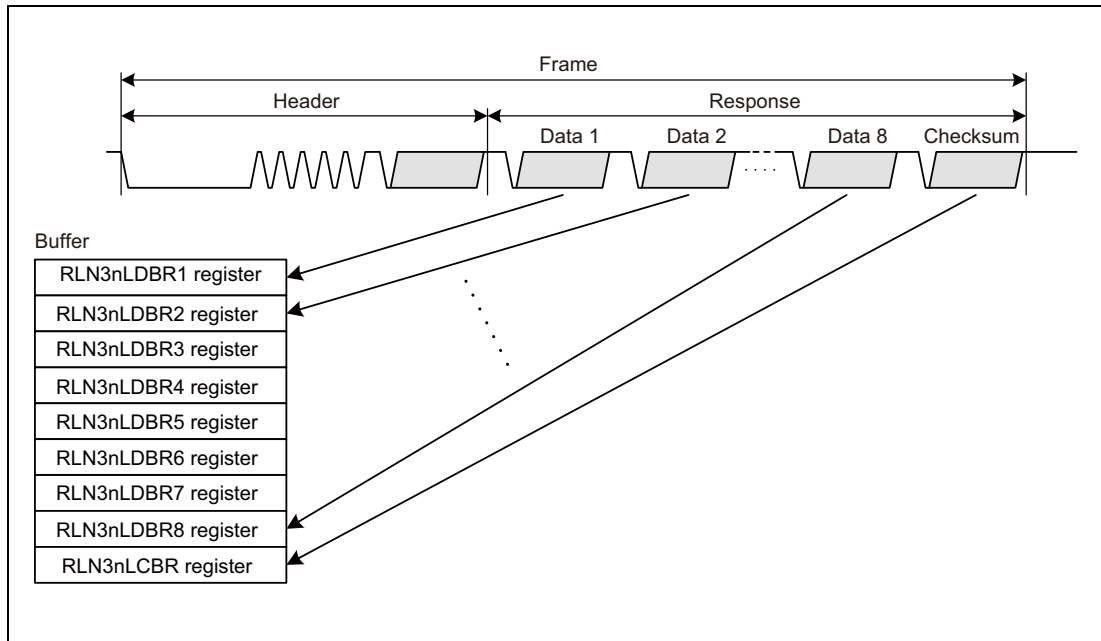 Frame
Header Response
Data 1 Data 2 Data 8 Checksum
Buffer
RLN3nLDBR1 register
RLN3nLDBR2 register
RLN3nLDBR3 register
RLN3nLDBR4 register
RLN3nLDBR5 register
RLN3nLDBR6 register
RLN3nLDBR7 register
RLN3nLDBR8 register
RLN3nLCBR register